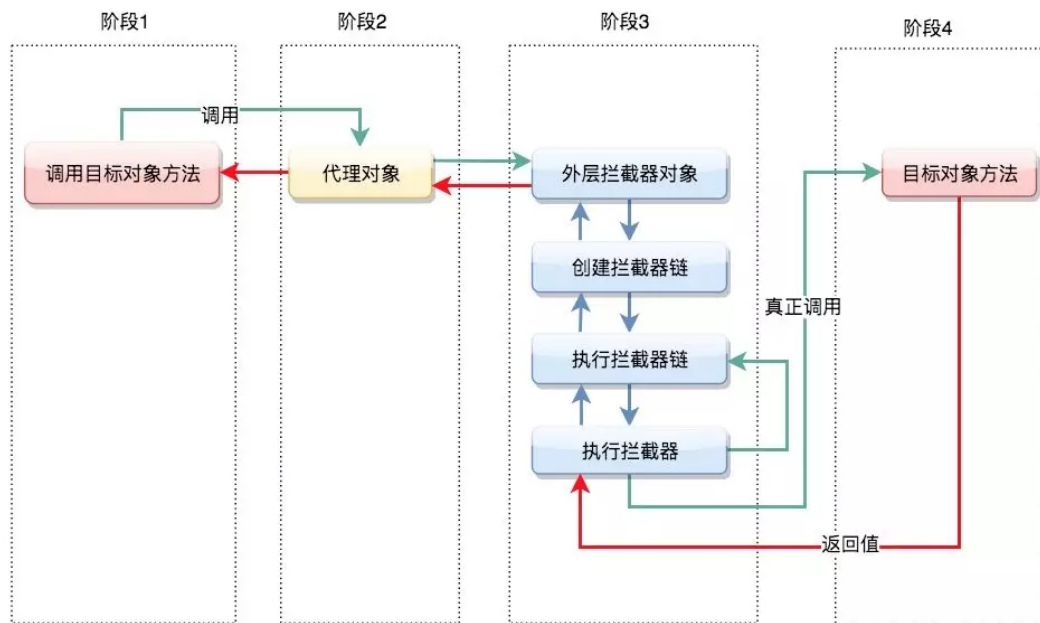 阶段1
阶段2
阶段3
阶段4
调用
调用目标对象方法
代理对象
外层拦截器对象
目标对象方法
创建拦截器链
真正调用
执行拦截器链
执行拦截器
返回值